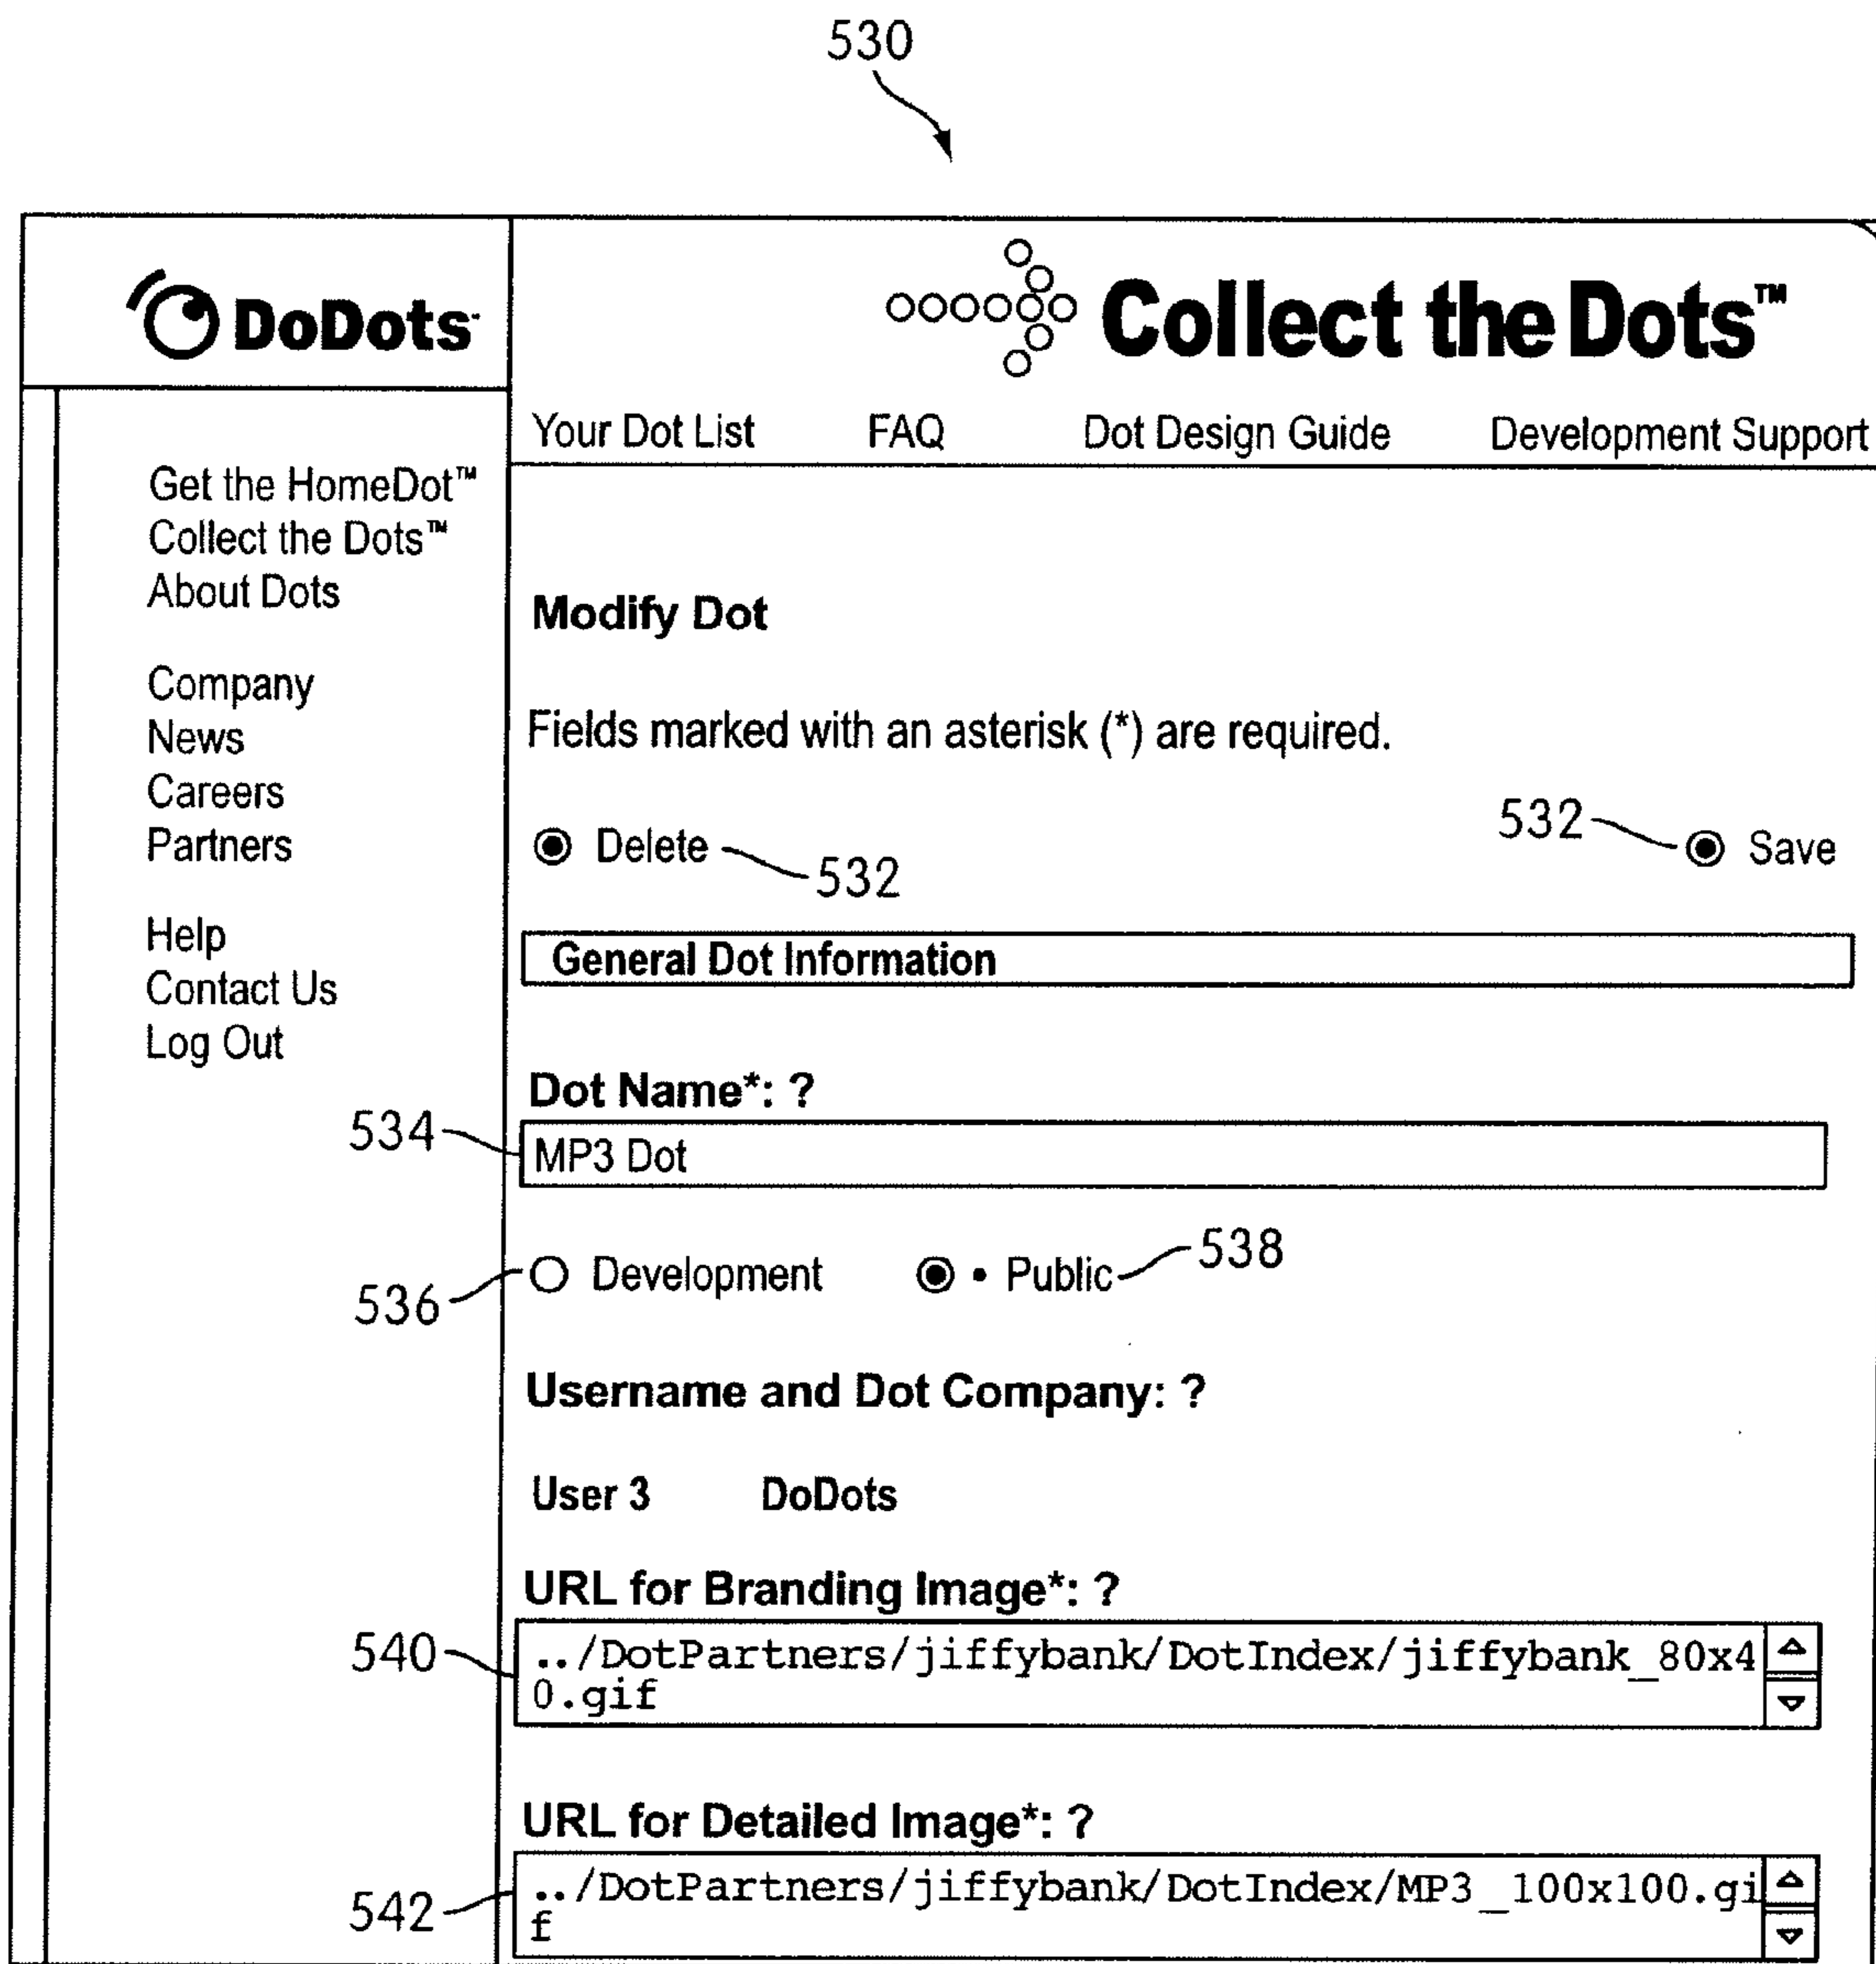 530
DoDots
Collect the Dots™
Your Dot List FAQ Dot Design Guide Development Support
Get the HomeDot™
Collect the Dots™
About Dots
Company
News
Careers
Partners
Help
Contact Us
Log Out
Modify Dot
Fields marked with an asterisk (*) are required.
Delete 532 532 Save
General Dot Information
Dot Name*: ?
534 MP3 Dot
536 Development • Public 538
Username and Dot Company: ?
User 3 DoDots
URL for Branding Image*: ?
540 ../DotPartners/jiffybank/DotIndex/jiffybank_80x4
0.gif
URL for Detailed Image*: ?
542 ../DotPartners/jiffybank/DotIndex/MP3_100x100.gi
f